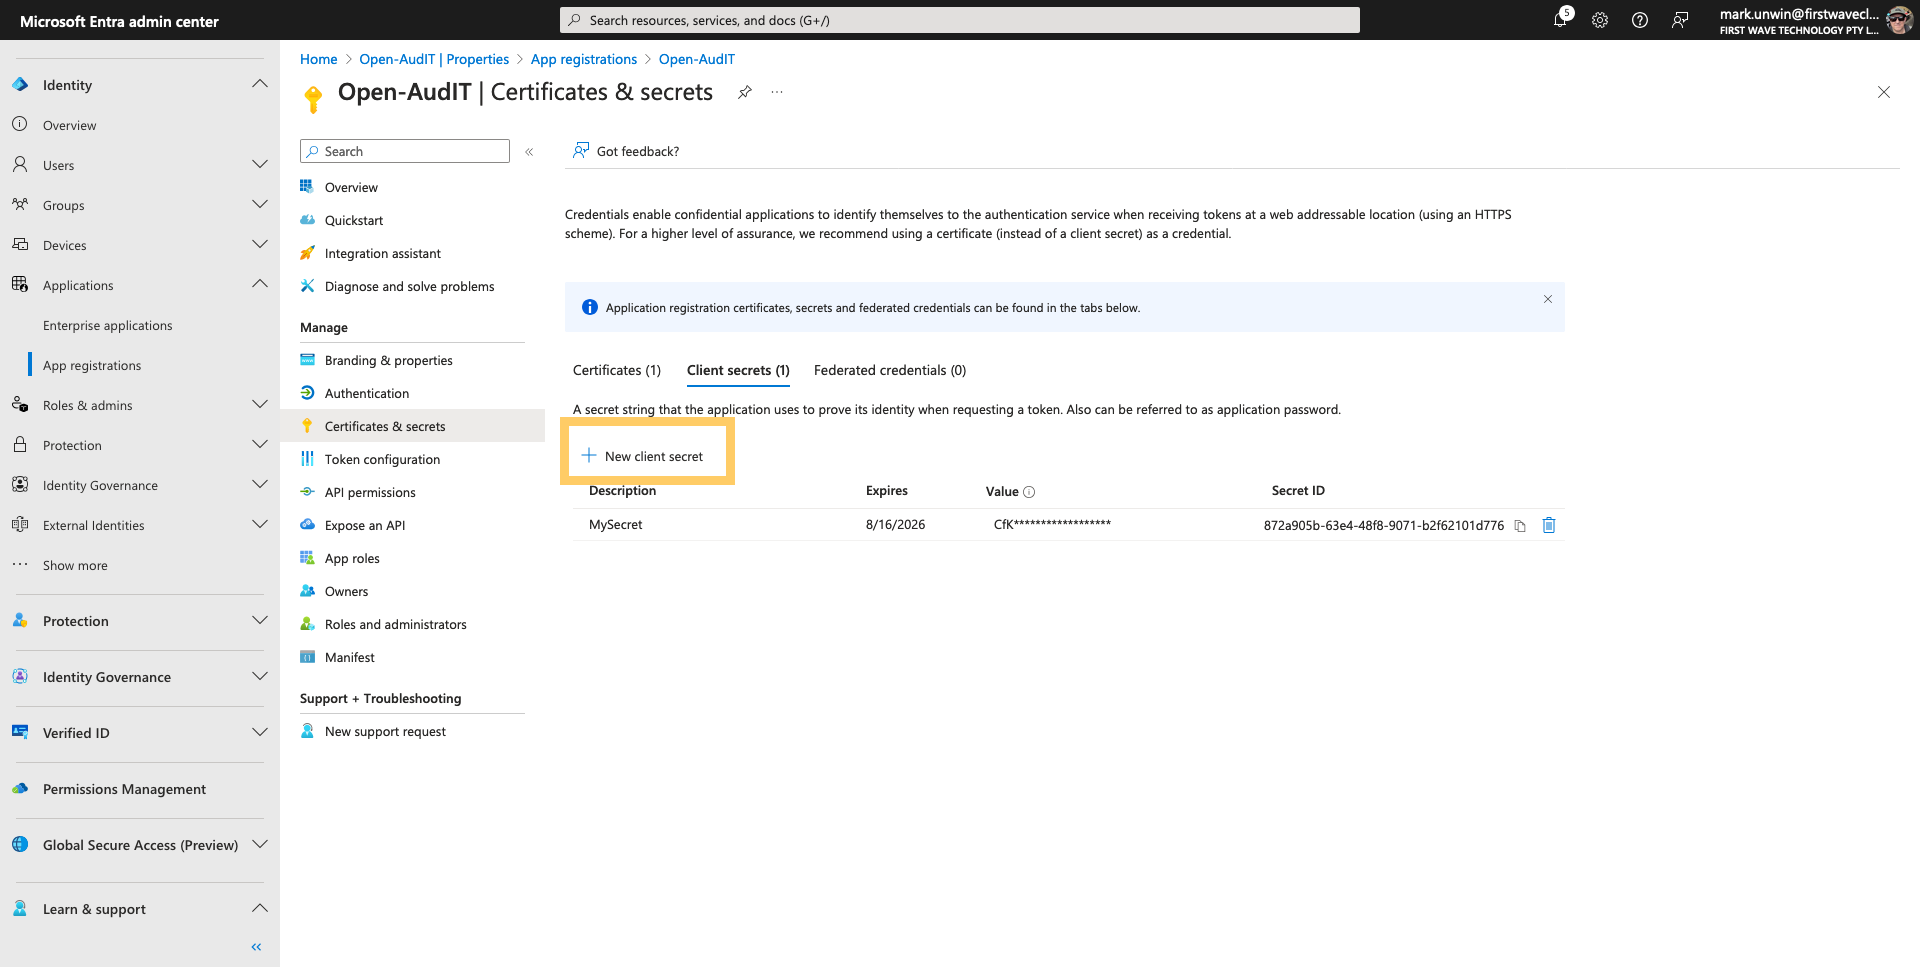 Microsoft Entra admin center
Search resources, services, and docs (G+/)
5
mark.unwin@firstwavecl...
FIRST WAVE TECHNOLOGY PTY L...
Identity
Overview
Users
Groups
Devices
Applications
Enterprise applications
App registrations
Roles & admins
Protection
Identity Governance
External Identities
Show more
Protection
Identity Governance
Verified ID
Permissions Management
Global Secure Access (Preview)
Learn & support
Home > Open-AudIT | Properties > App registrations > Open-AudIT
Open-AudIT | Certificates & secrets
Search
Overview
Quickstart
Integration assistant
Diagnose and solve problems
Manage
Branding & properties
Authentication
Certificates & secrets
Token configuration
API permissions
Expose an API
App roles
Owners
Roles and administrators
Manifest
Support + Troubleshooting
New support request
Got feedback?
Credentials enable confidential applications to identify themselves to the authentication service when receiving tokens at a web addressable location (using an HTTPS
scheme). For a higher level of assurance, we recommend using a certificate (instead of a client secret) as a credential.
Application registration certificates, secrets and federated credentials can be found in the tabs below.
Certificates (1) Client secrets (1) Federated credentials (0)
A secret string that the application uses to prove its identity when requesting a token. Also can be referred to as application password.
New client secret
Description Expires Value Secret ID
MySecret 8/16/2026 CfK****************** 872a905b-63e4-48f8-9071-b2f62101d776